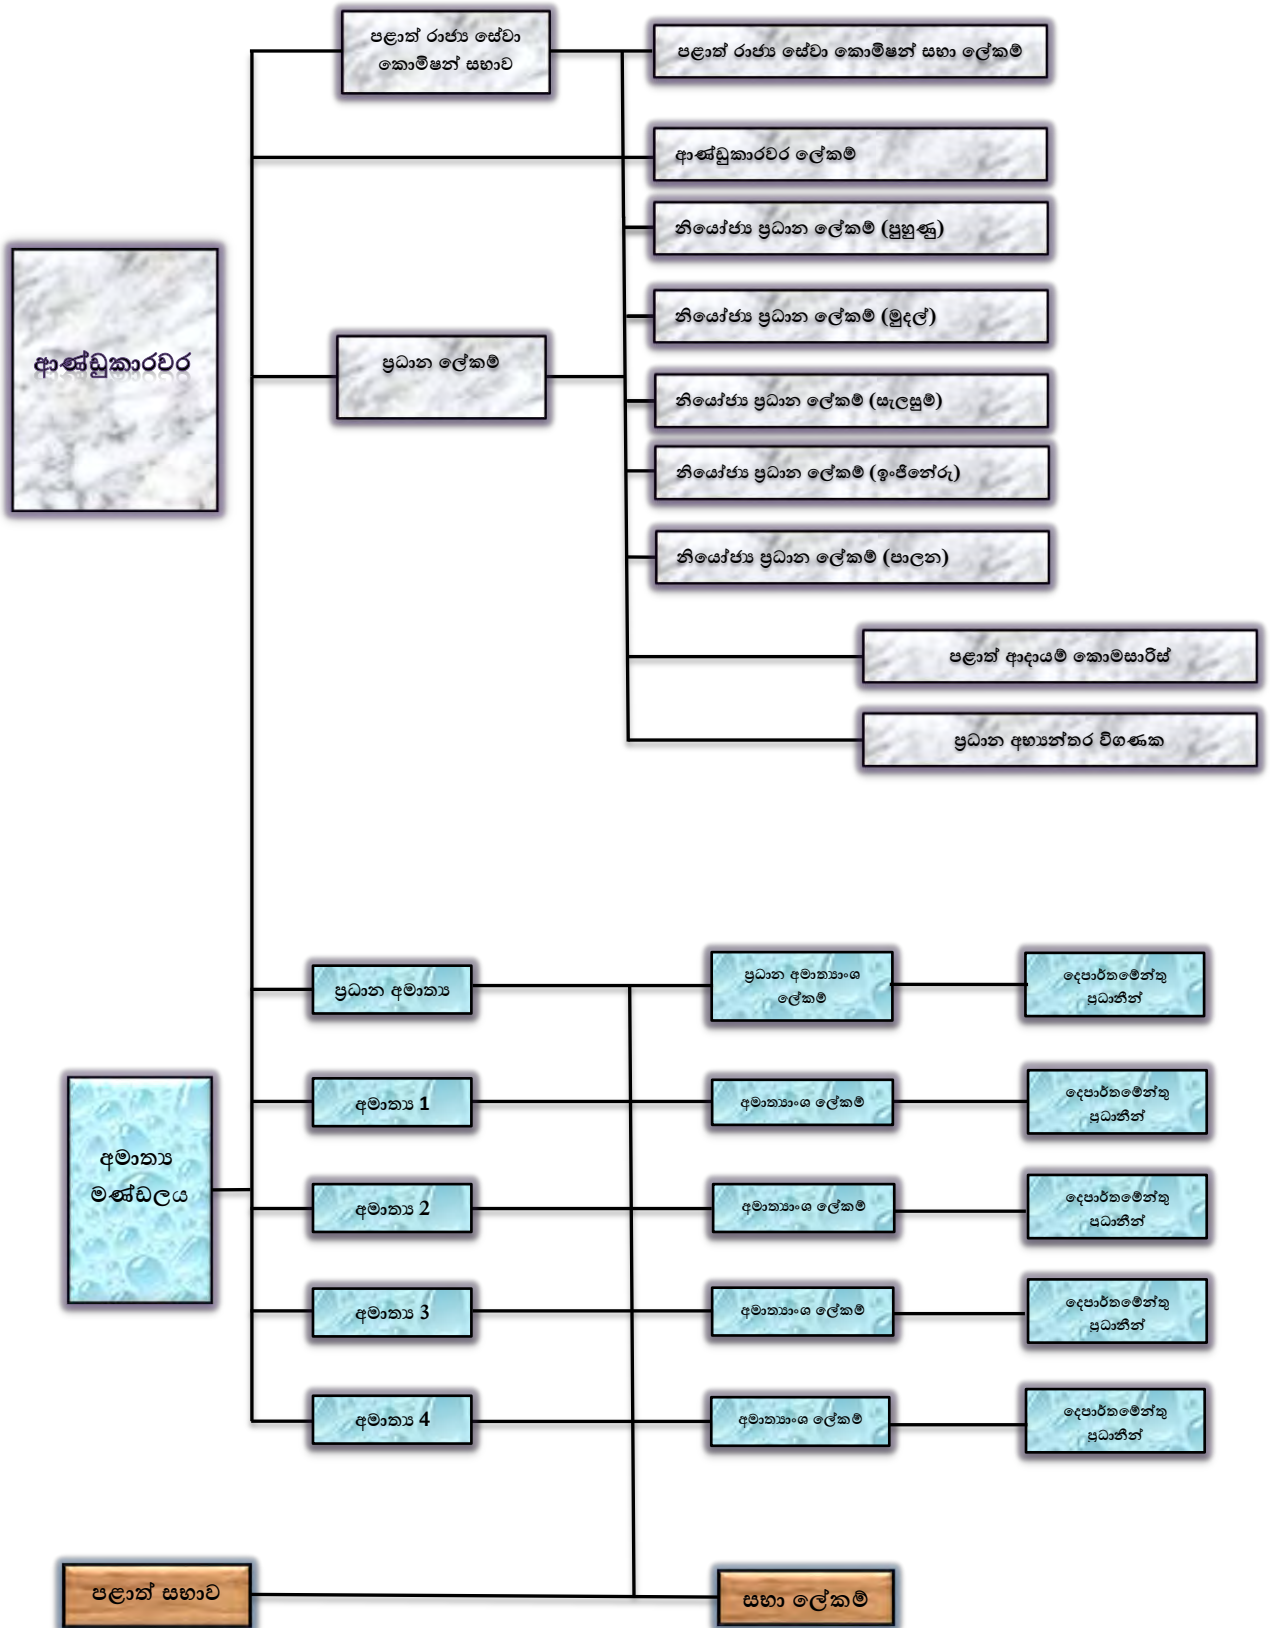 පළාත් රාජ්‍ය සේවා
කොමිෂන් සභාව
පළාත් රාජ්‍ය සේවා කොමිෂන් සභා ලේකම්
ආණ්ඩුකාරවර ලේකම්
නියෝජ්‍ය ප්‍රධාන ලේකම් (පුහුණු)
නියෝජ්‍ය ප්‍රධාන ලේකම් (මුදල්)
ආණ්ඩුකාරවර
ප්‍රධාන ලේකම්
නියෝජ්‍ය ප්‍රධාන ලේකම් (සැලසුම්)
නියෝජ්‍ය ප්‍රධාන ලේකම් (ඉංජිනේරු)
නියෝජ්‍ය ප්‍රධාන ලේකම් (පාලන)
පළාත් ආදායම් කොමසාරිස්
ප්‍රධාන අභ්‍යන්තර විගණක
ප්‍රධාන අමාත්‍ය
ප්‍රධාන අමාත්‍යාංශ
ලේකම්
දෙපාර්තමේන්තු
ප්‍රධානීන්
අමාත්‍ය 1
අමාත්‍යාංශ ලේකම්
දෙපාර්තමේන්තු
ප්‍රධානීන්
අමාත්‍ය
මණ්ඩලය
අමාත්‍ය 2
අමාත්‍යාංශ ලේකම්
දෙපාර්තමේන්තු
ප්‍රධානීන්
අමාත්‍ය 3
අමාත්‍යාංශ ලේකම්
දෙපාර්තමේන්තු
ප්‍රධානීන්
අමාත්‍ය 4
අමාත්‍යාංශ ලේකම්
දෙපාර්තමේන්තු
ප්‍රධානීන්
පළාත් සභාව
සභා ලේකම්